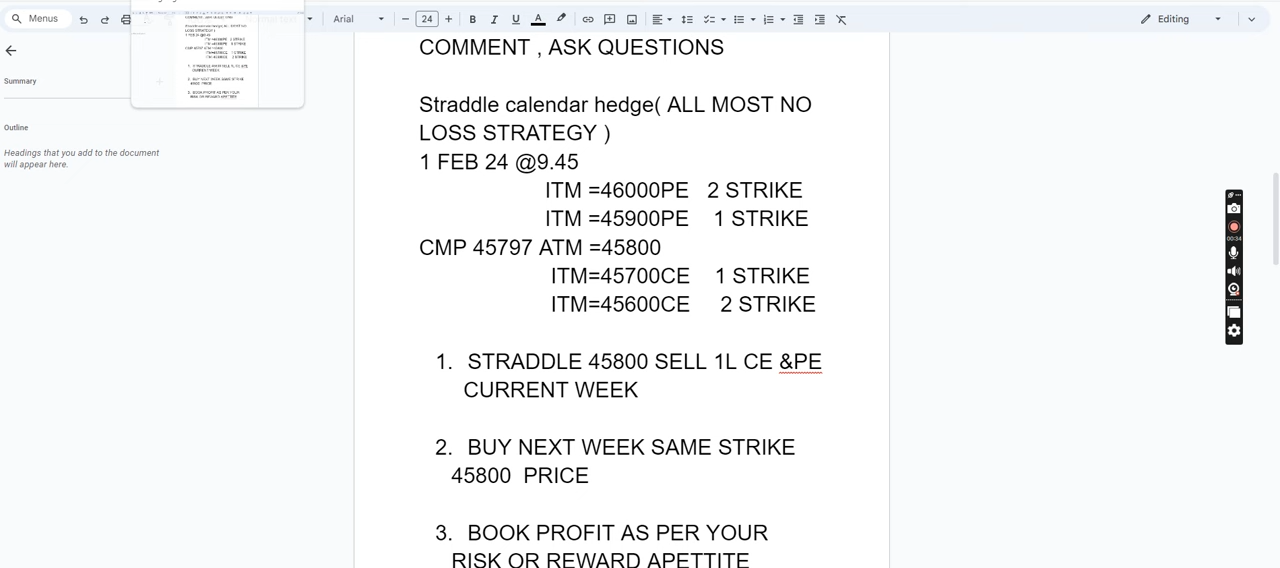 Menus
Arial
24
B I U A
Editing
COMMENT , ASK QUESTIONS
Summary
Outline
Headings that you add to the document
will appear here.
Straddle calendar hedge( ALL MOST NO
LOSS STRATEGY )
1 FEB 24 @9.45
ITM =46000PE 2 STRIKE
ITM =45900PE 1 STRIKE
CMP 45797 ATM =45800
ITM=45700CE 1 STRIKE
ITM=45600CE 2 STRIKE
1. STRADDLE 45800 SELL 1L CE &PE
CURRENT WEEK
2. BUY NEXT WEEK SAME STRIKE
45800 PRICE
3. BOOK PROFIT AS PER YOUR
RISK OR REWARD APETTITE
00:34